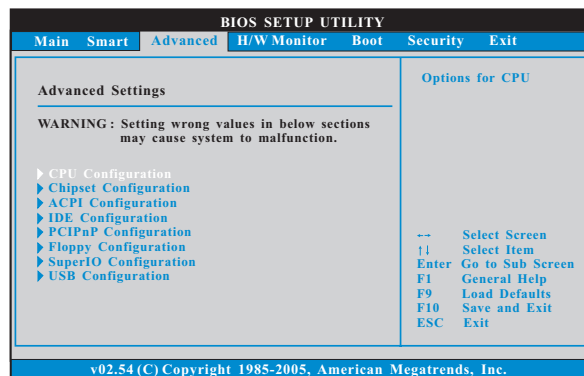 BIOS SETUP UTILITY
Main Smart Advanced H/W Monitor Boot Security Exit
Advanced Settings
WARNING : Setting wrong values in below sections
may cause system to malfunction.
CPU Configuration
Chipset Configuration
ACPI Configuration
IDE Configuration
PCIPnP Configuration
Floppy Configuration
SuperIO Configuration
USB Configuration
Options for CPU
←→ Select Screen
↑↓ Select Item
Enter Go to Sub Screen
F1 General Help
F9 Load Defaults
F10 Save and Exit
ESC Exit
v02.54 (C) Copyright 1985-2005, American Megatrends, Inc.